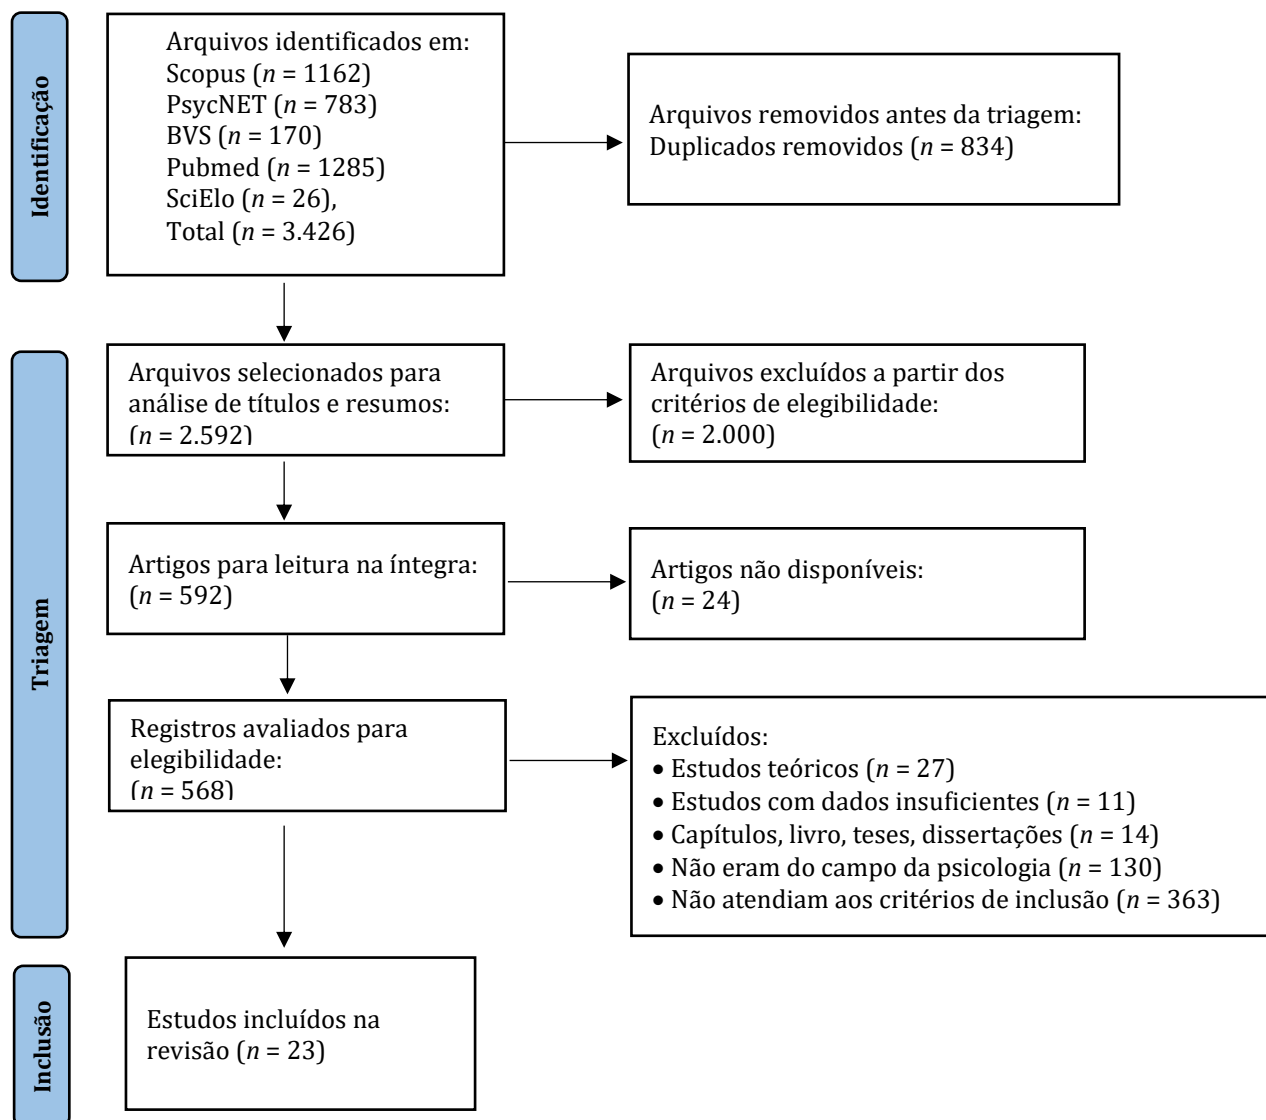 Identificação
Arquivos identificados em:
Scopus (n = 1162)
PsycNET (n = 783)
BVS (n = 170)
Pubmed (n = 1285)
SciElo (n = 26),
Total (n = 3.426)
Arquivos removidos antes da triagem:
Duplicados removidos (n = 834)
Triagem
Arquivos selecionados para
análise de títulos e resumos:
(n = 2.592)
Arquivos excluídos a partir dos
critérios de elegibilidade:
(n = 2.000)
Artigos para leitura na íntegra:
(n = 592)
Artigos não disponíveis:
(n = 24)
Registros avaliados para
elegibilidade:
(n = 568)
Excluídos:
• Estudos teóricos (n = 27)
• Estudos com dados insuficientes (n = 11)
• Capítulos, livro, teses, dissertações (n = 14)
• Não eram do campo da psicologia (n = 130)
• Não atendiam aos critérios de inclusão (n = 363)
Inclusão
Estudos incluídos na
revisão (n = 23)